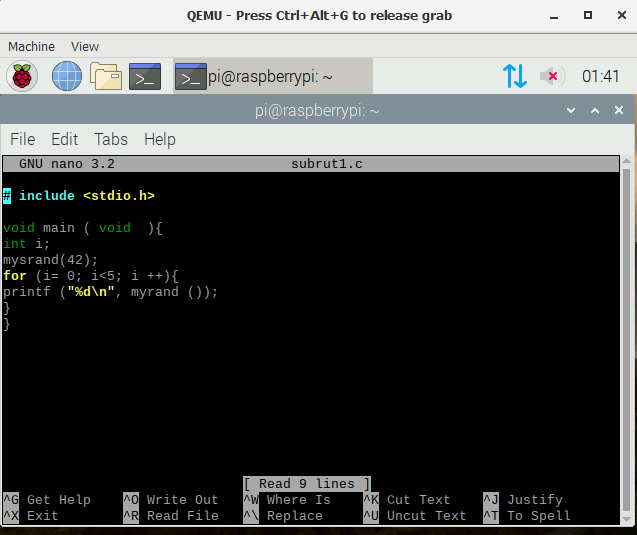 QEMU - Press Ctrl+Alt+G to release grab
Machine View
pi@raspberrypi: ~ 01:41
pi@raspberrypi: ~
File Edit Tabs Help
GNU nano 3.2 subrut1.c
# include <stdio.h>
void main ( void  ){
int i;
mysrand(42);
for (i= 0; i<5; i ++){
printf ("%d\n", myrand ());
}
}
[ Read 9 lines ]
^G Get Help ^O Write Out ^W Where Is ^K Cut Text ^J Justify
^X Exit ^R Read File ^\ Replace ^U Uncut Text ^T To Spell